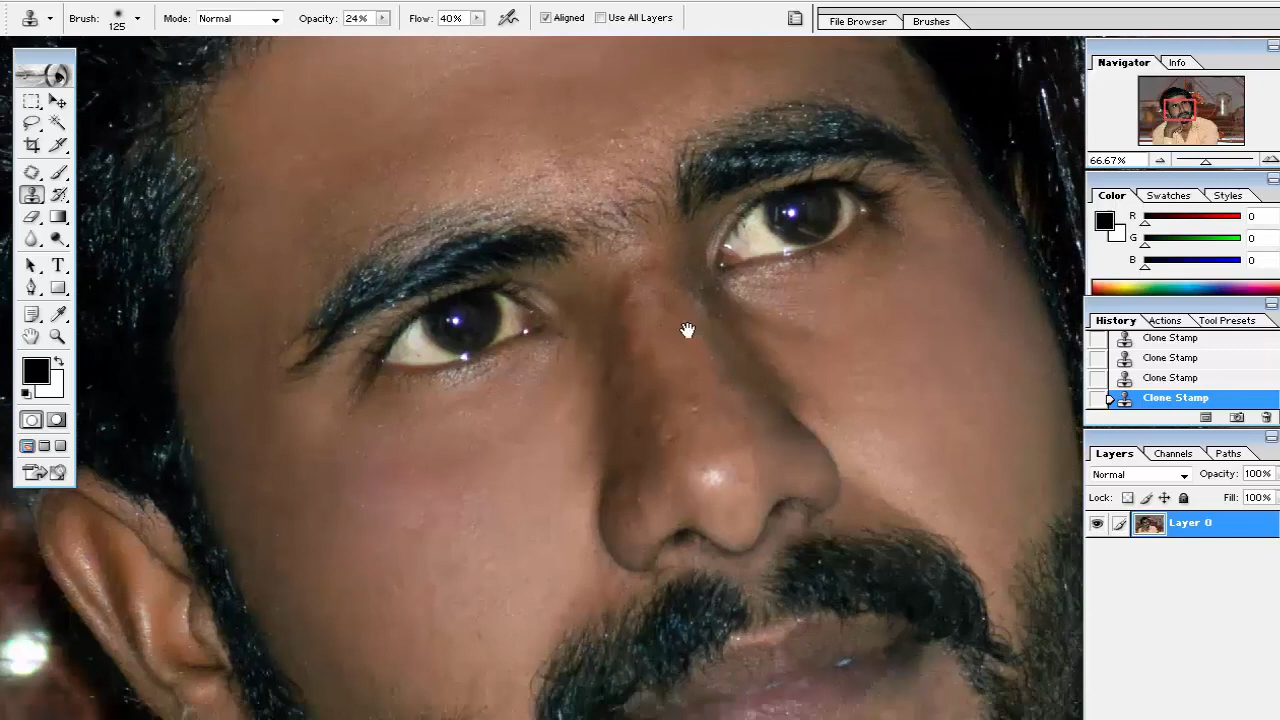 Brush: 125 Mode: Normal Opacity: 24% Flow: 40% Aligned Use All Layers File Browser Brushes
Navigator Info
66.67%
Color Swatches Styles
R 0
G 0
B 0
History Actions Tool Presets
Clone Stamp
Clone Stamp
Clone Stamp
Clone Stamp
Layers Channels Paths
Normal Opacity: 100%
Lock: Fill: 100%
Layer 0
T